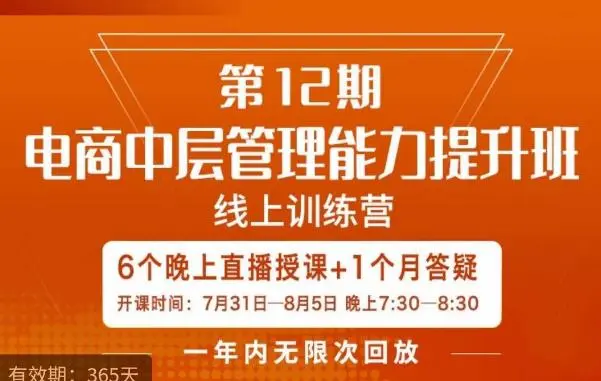 第12期
电商中层管理能力提升班
线上训练营
6个晚上直播授课+1个月答疑
开课时间：7月31日—8月5日 晚上7:30—8:30
一年内无限次回放
有效期：365天